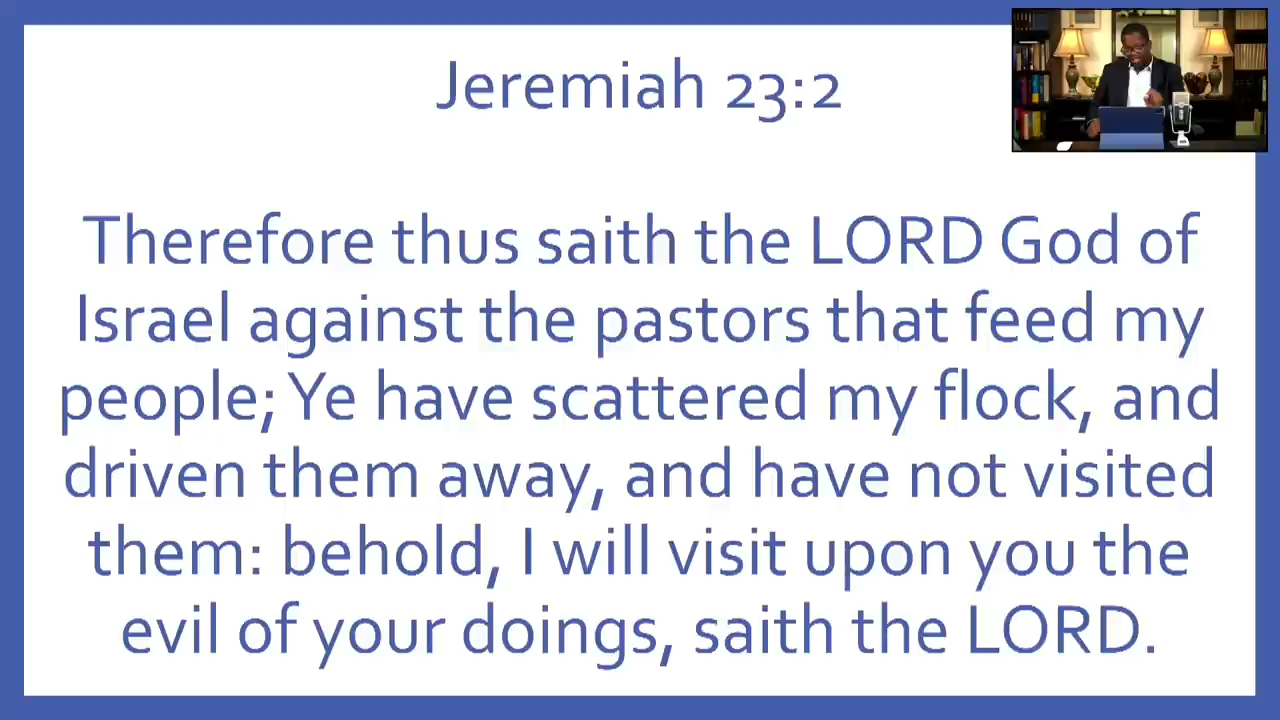 Jeremiah 23:2
Therefore thus saith the LORD God of
Israel against the pastors that feed my
people; Ye have scattered my flock, and
driven them away, and have not visited
them: behold, I will visit upon you the
evil of your doings, saith the LORD.